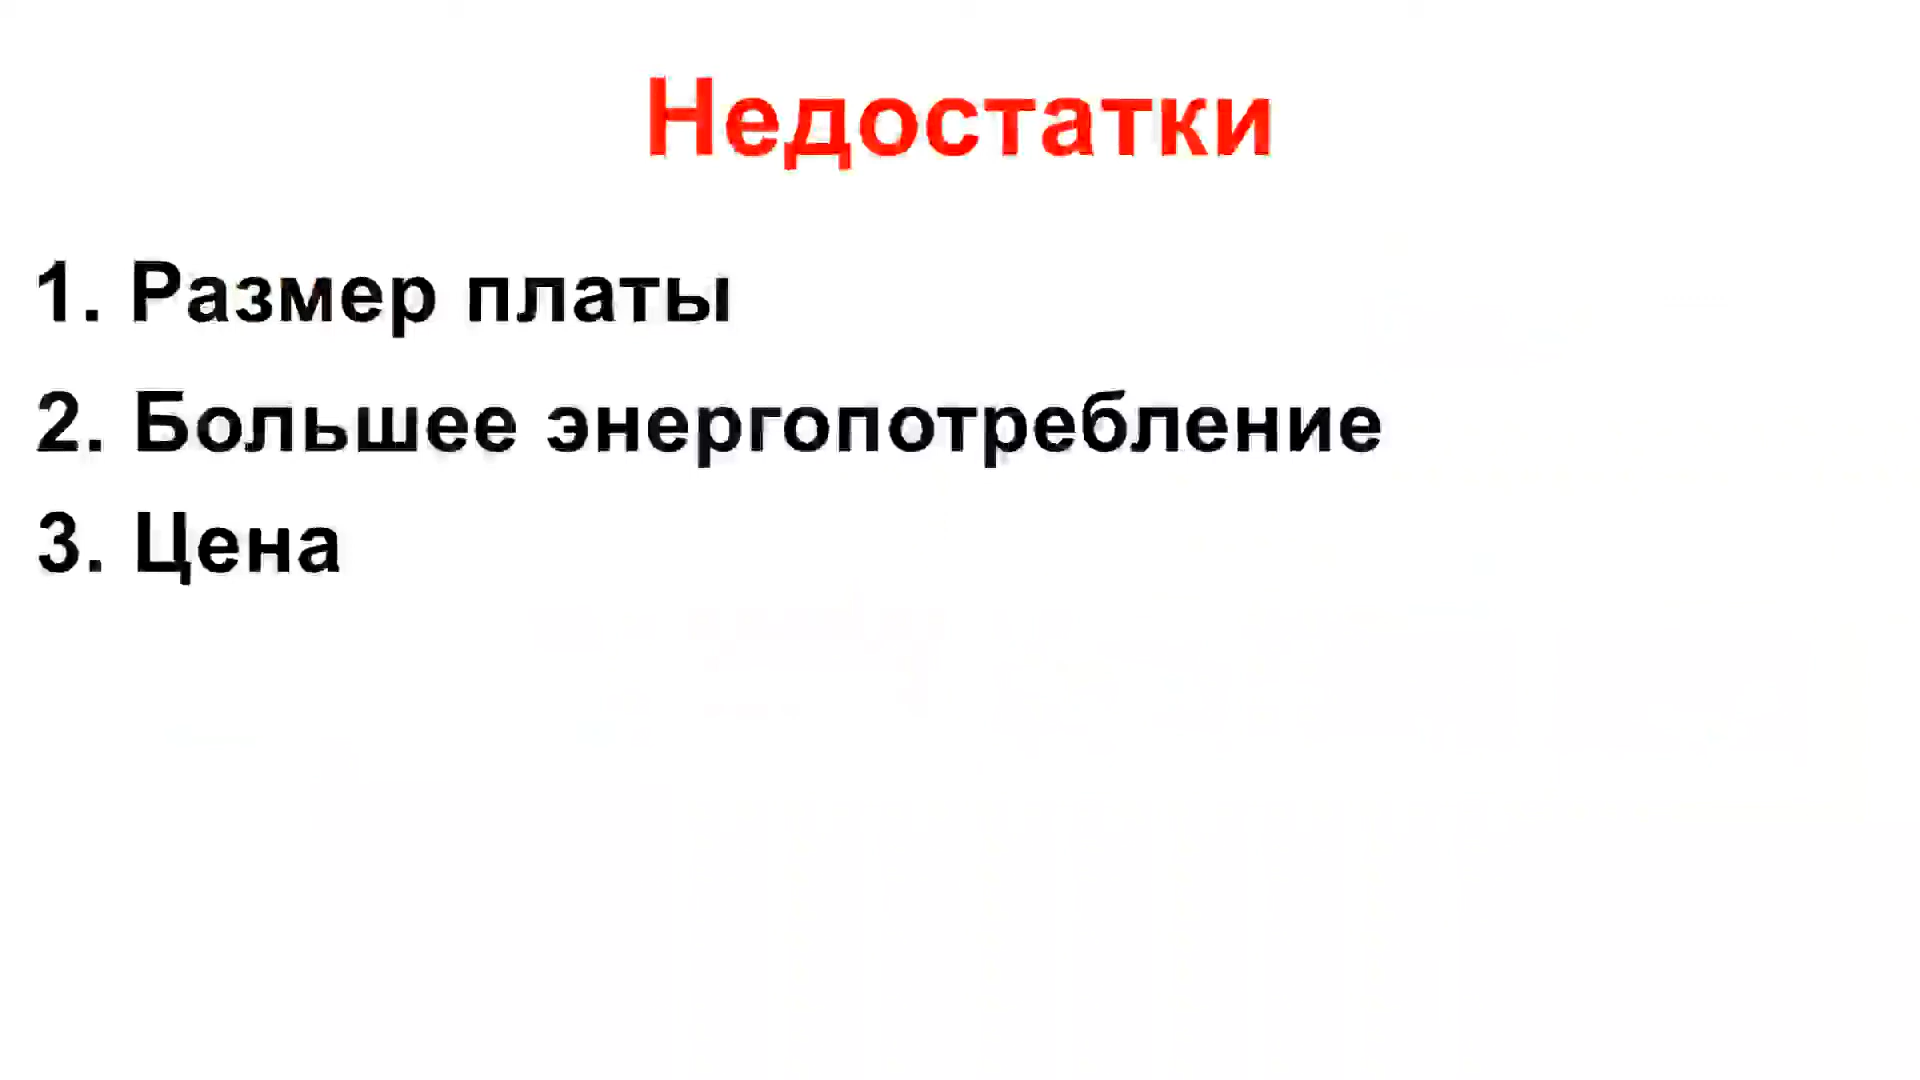 Недостатки
1. Размер платы
2. Большее энергопотребление
3. Цена